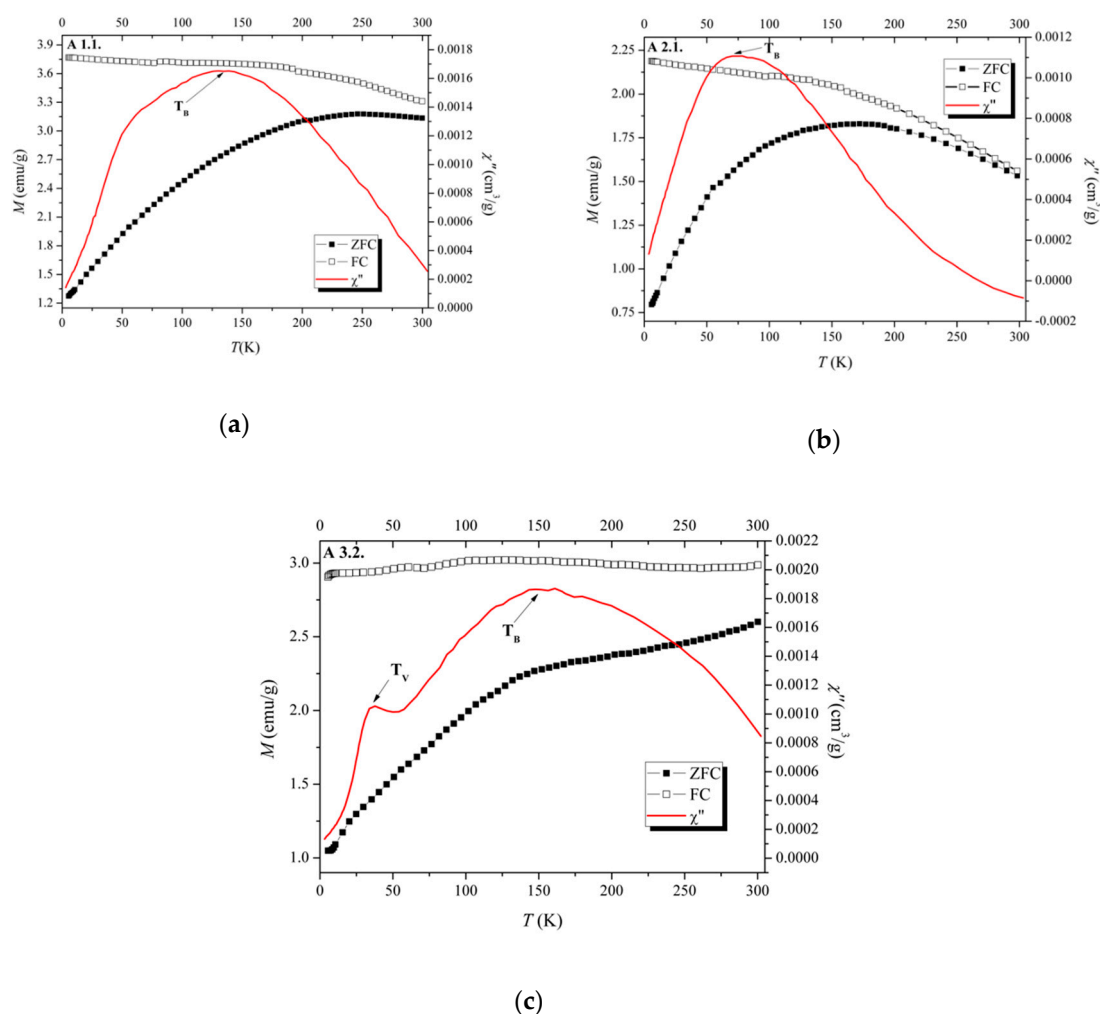 0 50 100 150 200 250 300
A 1.1.
3.9
3.6
3.3
3.0
2.7
2.4
2.1
1.8
1.5
1.2
M (emu/g)
T_B
ZFC
FC
χ"
0.0018
0.0016
0.0014
0.0012
0.0010
0.0008
0.0006
0.0004
0.0002
0.0000
χ" (cm³/g)
0 50 100 150 200 250 300
T(K)
(a)
0 50 100 150 200 250 300
A 2.1.
2.25
2.00
1.75
1.50
1.25
1.00
0.75
M (emu/g)
T_B
ZFC
FC
χ"
0.0012
0.0010
0.0008
0.0006
0.0004
0.0002
0.0000
-0.0002
χ" (cm³/g)
0 50 100 150 200 250 300
T (K)
(b)
0 50 100 150 200 250 300
A 3.2.
3.0
2.5
2.0
1.5
1.0
M (emu/g)
T_V
T_B
ZFC
FC
χ"
0.0022
0.0020
0.0018
0.0016
0.0014
0.0012
0.0010
0.0008
0.0006
0.0004
0.0002
0.0000
χ" (cm³/g)
0 50 100 150 200 250 300
T (K)
(c)